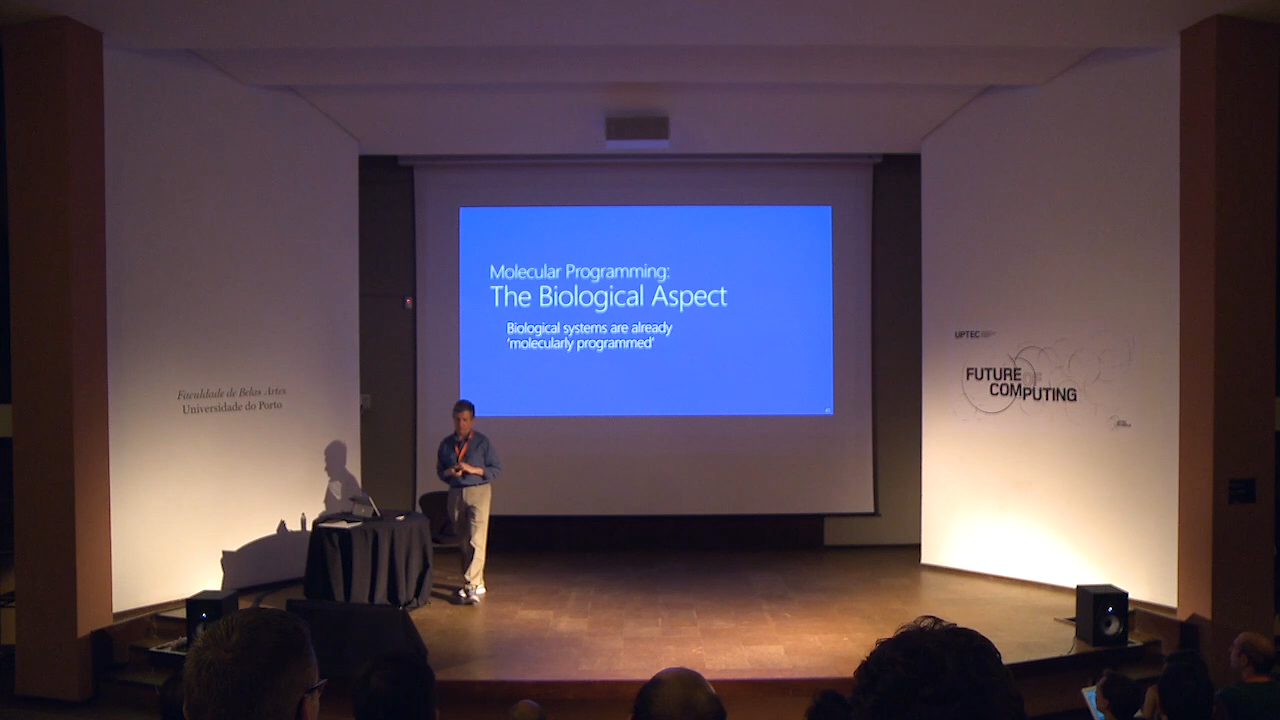 Molecular Programming:
The Biological Aspect
Biological systems are already
'molecularly programmed'
Faculdade de Belas Artes
Universidade do Porto
UPTEC
FUTURE OF
COMPUTING